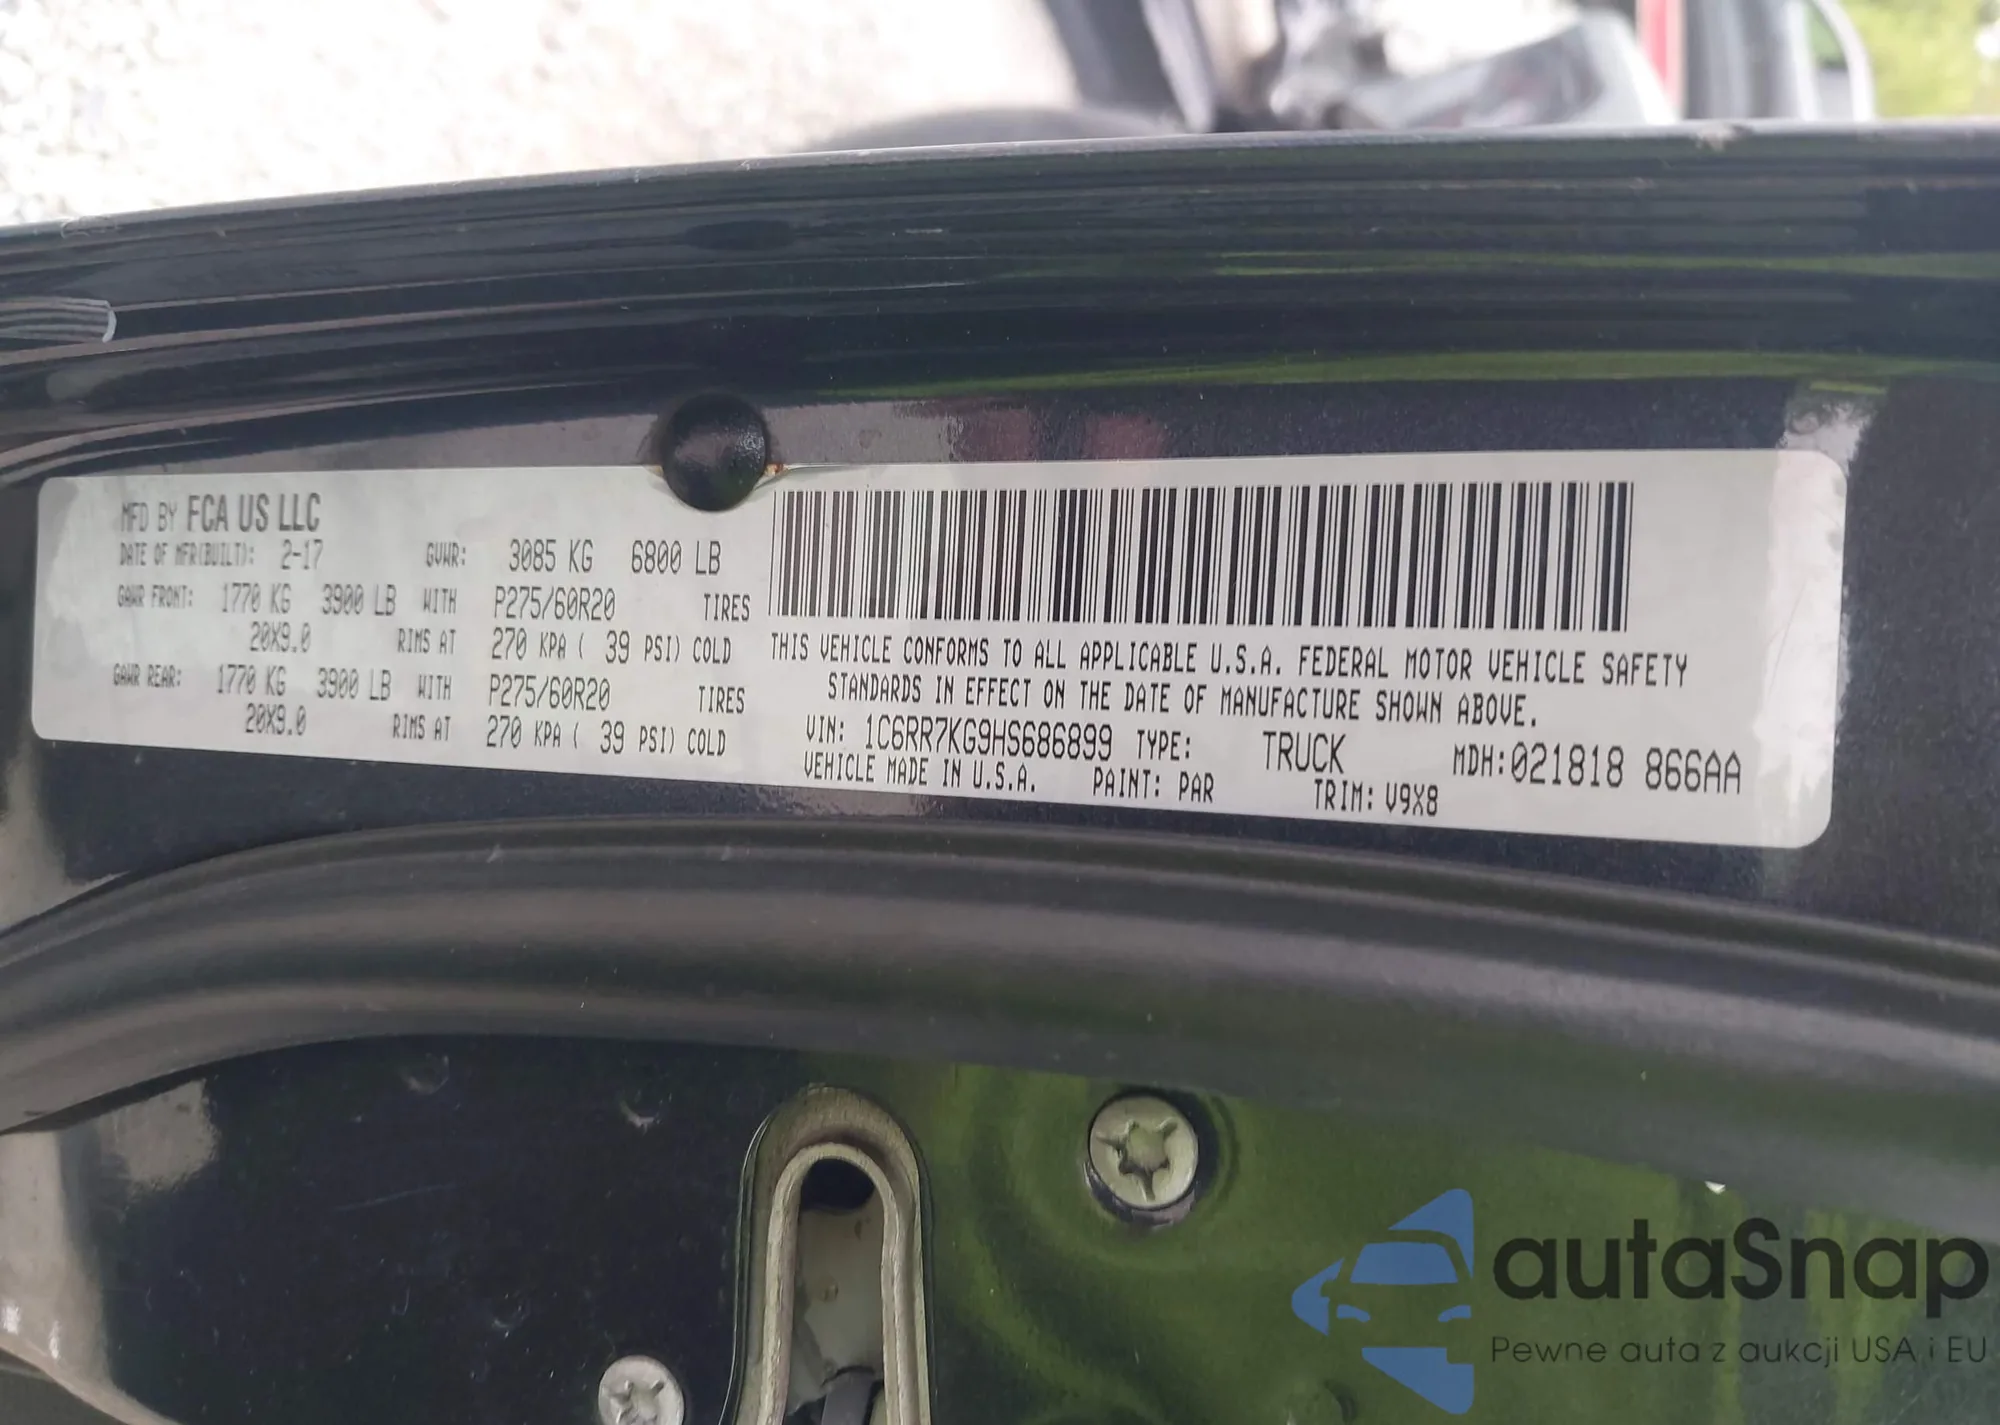 MFD BY FCA US LLC
DATE OF MFR(BUILT): 2-17 GVWR: 3085 KG 6800 LB
GAWR FRONT: 1770 KG 3900 LB WITH P275/60R20 TIRES
20X9.0 RIMS AT 270 KPA ( 39 PSI) COLD
GAWR REAR: 1770 KG 3900 LB WITH P275/60R20 TIRES
20X9.0 RIMS AT 270 KPA ( 39 PSI) COLD
THIS VEHICLE CONFORMS TO ALL APPLICABLE U.S.A. FEDERAL MOTOR VEHICLE SAFETY
STANDARDS IN EFFECT ON THE DATE OF MANUFACTURE SHOWN ABOVE.
VIN: 1C6RR7KG9HS686899 TYPE: TRUCK MDH:021818 866AA
VEHICLE MADE IN U.S.A. PAINT: PAR TRIM: V9X8
autaSnap
Pewne auta z aukcji USA i EU